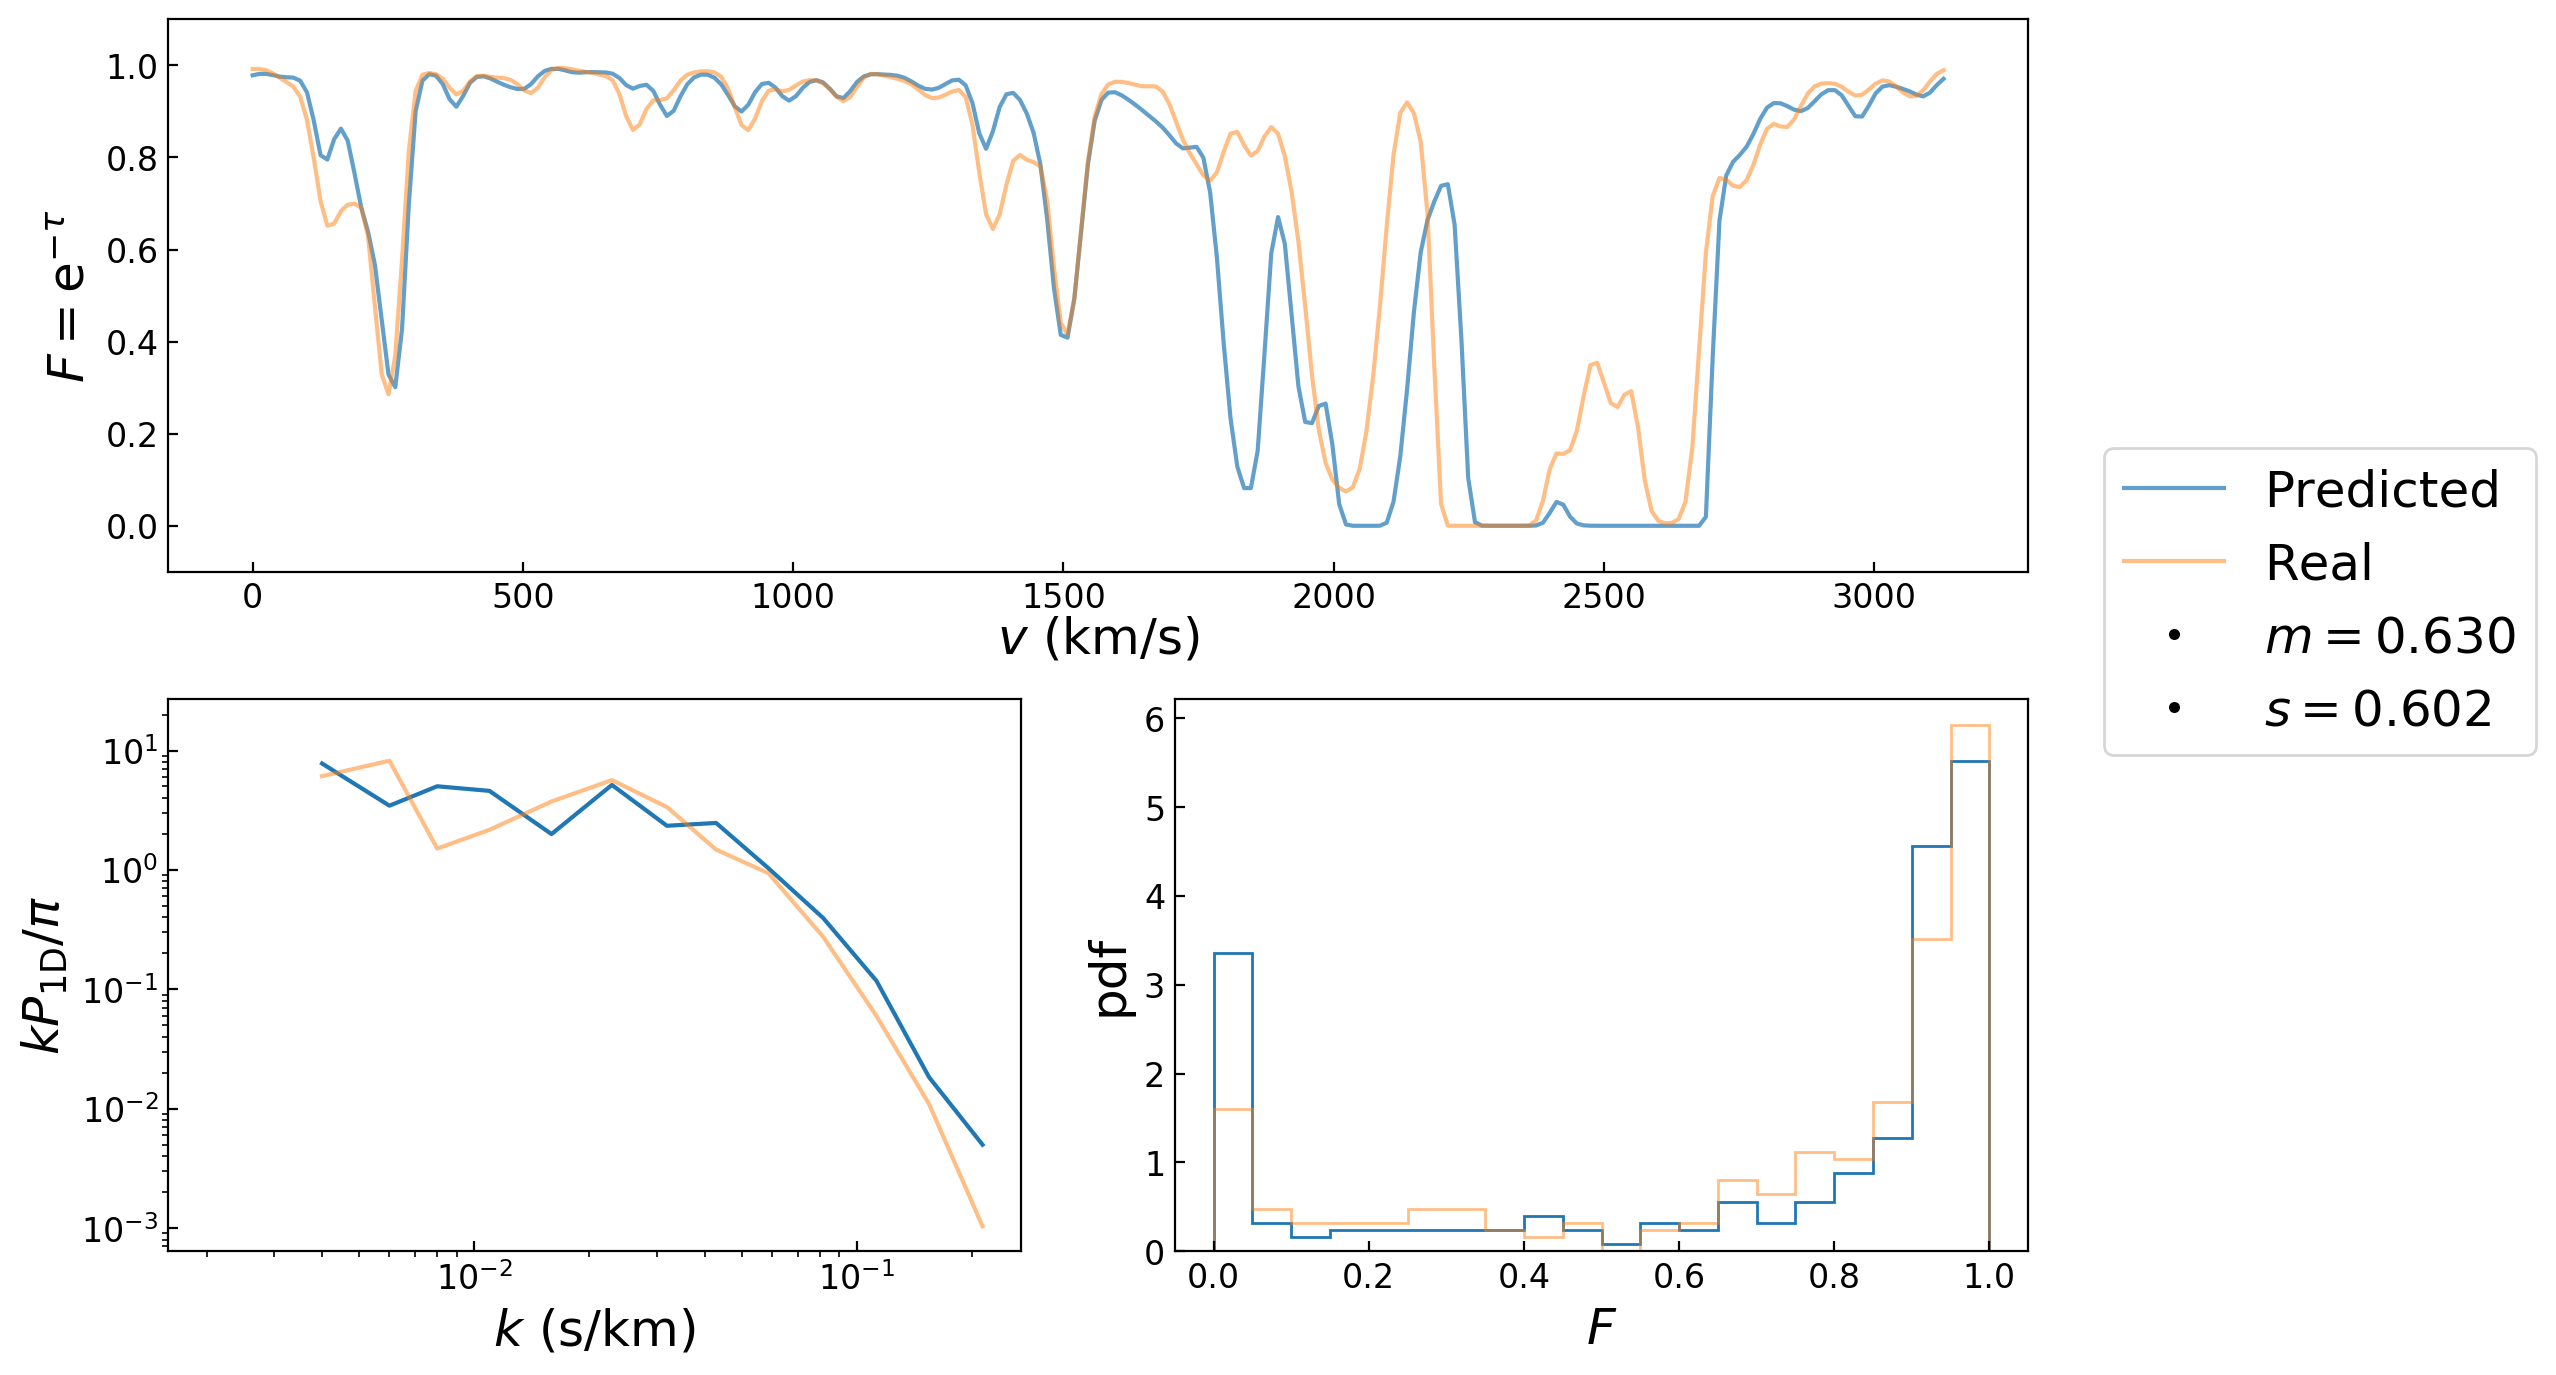 1.0
0.8
0.6
0.4
0.2
0.0
F = e^{-τ}
0 500 1000 1500 2000 2500 3000
v (km/s)
Predicted
Real
m = 0.630
s = 0.602
10^1
10^0
10^{-1}
10^{-2}
10^{-3}
kP_{1D}/π
10^{-2} 10^{-1}
k (s/km)
6
5
4
3
2
1
0
pdf
0.0 0.2 0.4 0.6 0.8 1.0
F